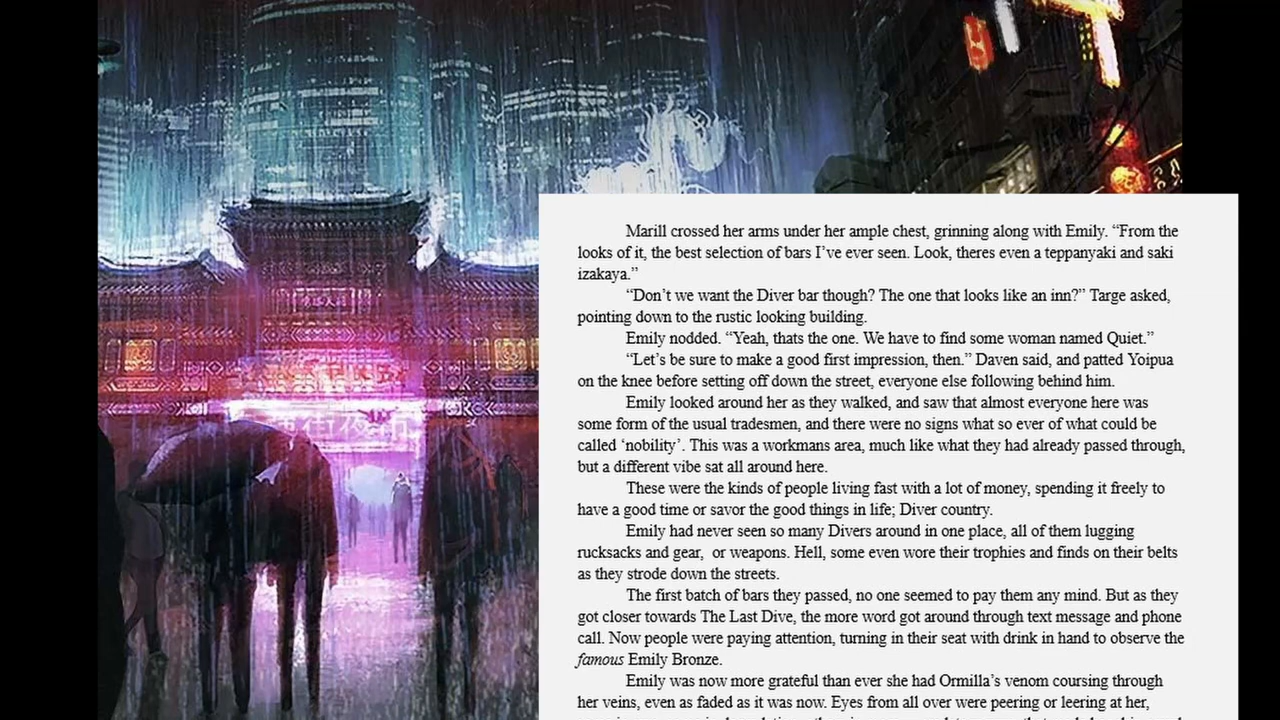 Marill crossed her arms under her ample chest, grinning along with Emily. “From the
looks of it, the best selection of bars I’ve ever seen. Look, theres even a teppanyaki and saki
izakaya.”
“Don’t we want the Diver bar though? The one that looks like an inn?” Targe asked,
pointing down to the rustic looking building.
Emily nodded. “Yeah, thats the one. We have to find some woman named Quiet.”
“Let’s be sure to make a good first impression, then.” Daven said, and patted Yoipua
on the knee before setting off down the street, everyone else following behind him.
Emily looked around her as they walked, and saw that almost everyone here was
some form of the usual tradesmen, and there were no signs what so ever of what could be
called ‘nobility’. This was a workmans area, much like what they had already passed through,
but a different vibe sat all around here.
These were the kinds of people living fast with a lot of money, spending it freely to
have a good time or savor the good things in life; Diver country.
Emily had never seen so many Divers around in one place, all of them lugging
rucksacks and gear,  or weapons. Hell, some even wore their trophies and finds on their belts
as they strode down the streets.
The first batch of bars they passed, no one seemed to pay them any mind. But as they
got closer towards The Last Dive, the more word got around through text message and phone
call. Now people were paying attention, turning in their seat with drink in hand to observe the
famous Emily Bronze.
Emily was now more grateful than ever she had Ormilla’s venom coursing through
her veins, even as faded as it was now. Eyes from all over were peering or leering at her,